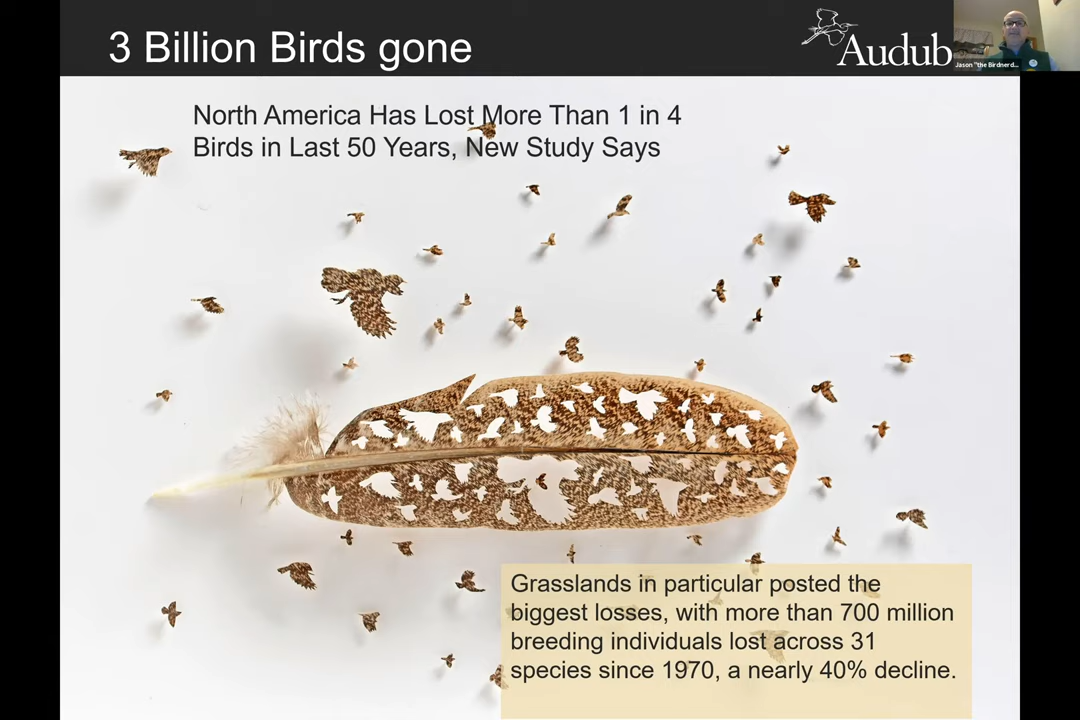 3 Billion Birds gone
Audub
Jason "the Birdnerd...
North America Has Lost More Than 1 in 4
Birds in Last 50 Years, New Study Says
Grasslands in particular posted the
biggest losses, with more than 700 million
breeding individuals lost across 31
species since 1970, a nearly 40% decline.